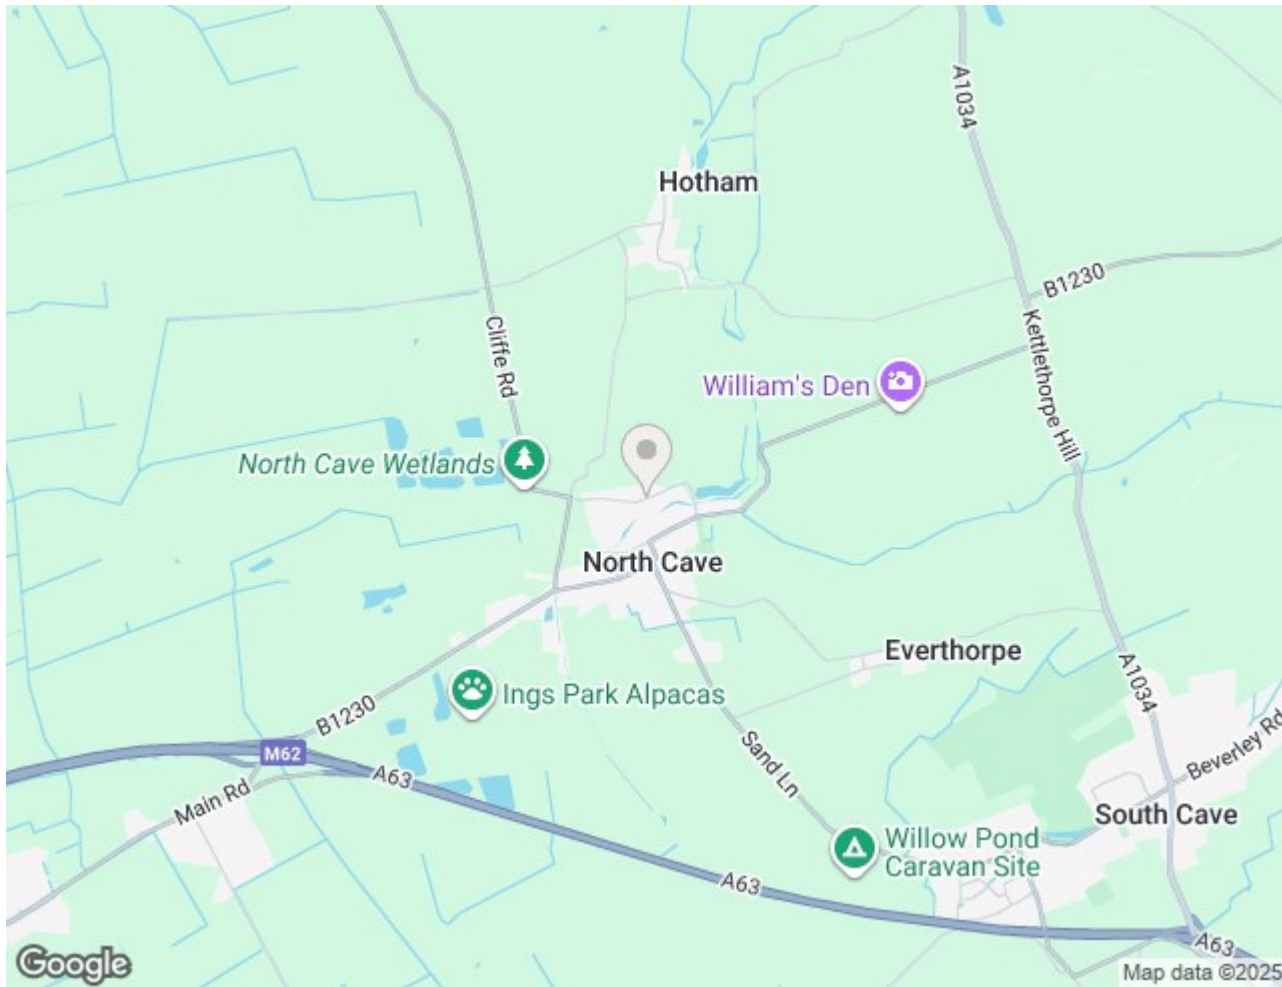 A1034
Hotham
B1230
Cliffe Rd
Kettlethorpe Hill
William's Den
North Cave Wetlands
North Cave
Everthorpe
A1034
Ings Park Alpacas
B1230
Sand Ln
Beverley Rd
M62
A63
Main Rd
South Cave
Willow Pond
Caravan Site
A63
A63
Google
Map data ©2025